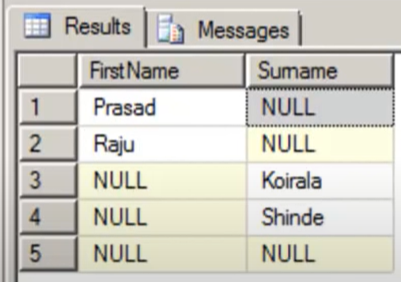 Results Messages
FirstName Surname
1 Prasad NULL
2 Raju NULL
3 NULL Koirala
4 NULL Shinde
5 NULL NULL